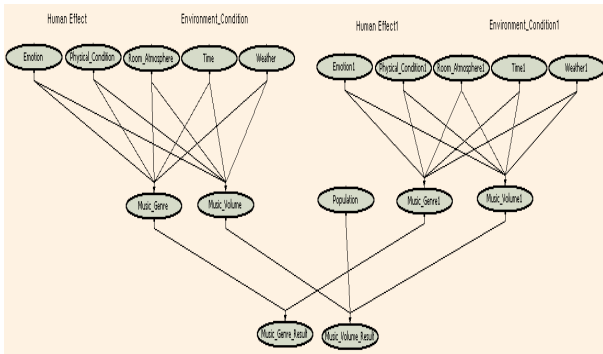 Human Effect
Environment_Condition
Human Effect1
Environment_Condition1
Emotion
Physical_Condition
Room_Atmosphere
Time
Weather
Emotion1
Physical_Condition1
Room_Atmosphere1
Time1
Weather1
Music_Genre
Music_Volume
Population
Music_Genre1
Music_Volume1
Music_Genre_Result
Music_Volume_Result